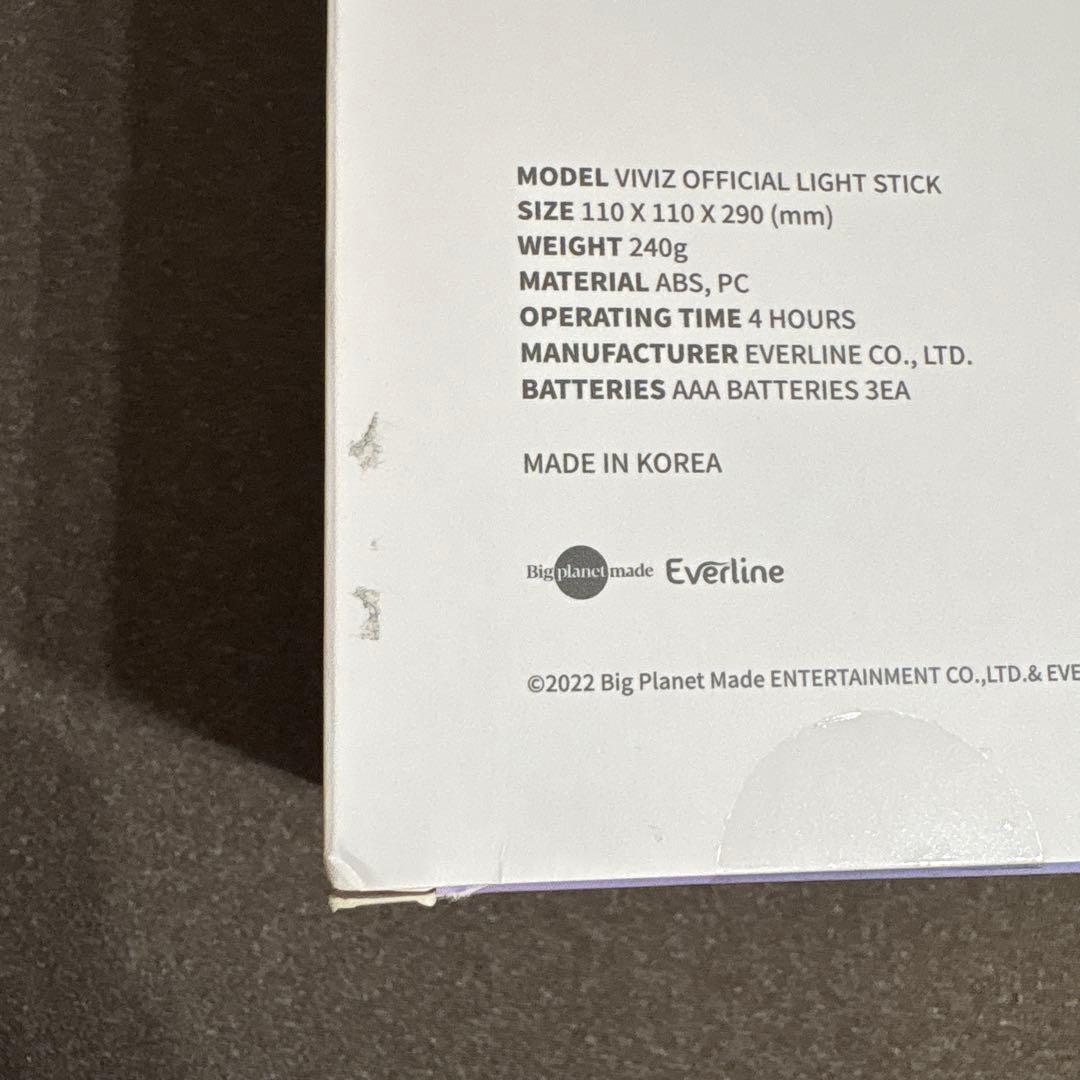 MODEL VIVIZ OFFICIAL LIGHT STICK
SIZE 110 X 110 X 290 (mm)
WEIGHT 240g
MATERIAL ABS, PC
OPERATING TIME 4 HOURS
MANUFACTURER EVERLINE CO., LTD.
BATTERIES AAA BATTERIES 3EA
MADE IN KOREA
Big planet made Everline
©2022 Big Planet Made ENTERTAINMENT CO.,LTD.&